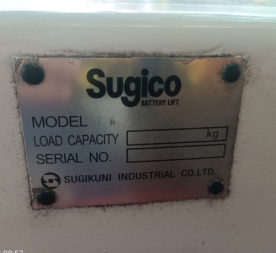 Sugico
BATTERY LIFT
MODEL
LOAD CAPACITY kg
SERIAL NO.
SUGIKUNI INDUSTRIAL CO.LTD.